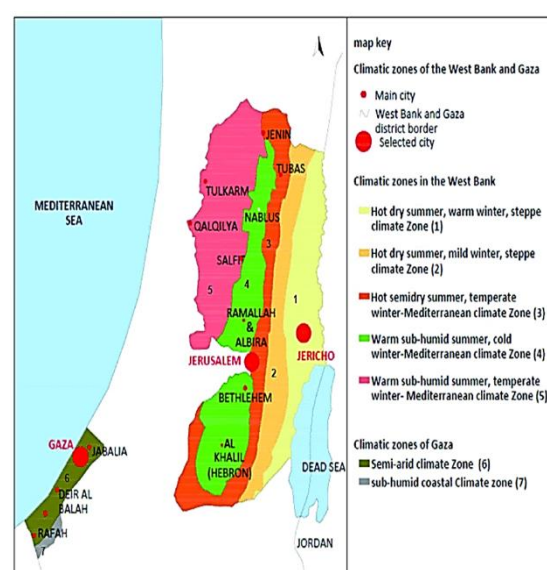 map key
Climatic zones of the West Bank and Gaza
Main city
West Bank and Gaza
district border
Selected city
Climatic zones in the West Bank
Hot dry summer, warm winter, steppe
climate Zone (1)
Hot dry summer, mild winter, steppe
climate Zone (2)
Hot semidry summer, temperate
winter-Mediterranean climate Zone (3)
Warm sub-humid summer, cold
winter-Mediterranean climate Zone (4)
Warm sub-humid summer, temperate
winter- Mediterranean climate Zone (5)
Climatic zones of Gaza
Semi-arid climate Zone (6)
sub-humid coastal Climate zone (7)
MEDITERRANEAN
SEA
JENIN
TUBAS
TULKARM
NABLUS
QALQILYA
3
SALFIT
4
5
1
RAMALLAH
&
ALBIRA
JERUSALEM
JERICHO
2
BETHLEHEM
AL
KHALIL
(HEBRON)
DEAD SEA
JORDAN
GAZA
JABALIA
6
DEIR AL
BALAH
RAFAH
7